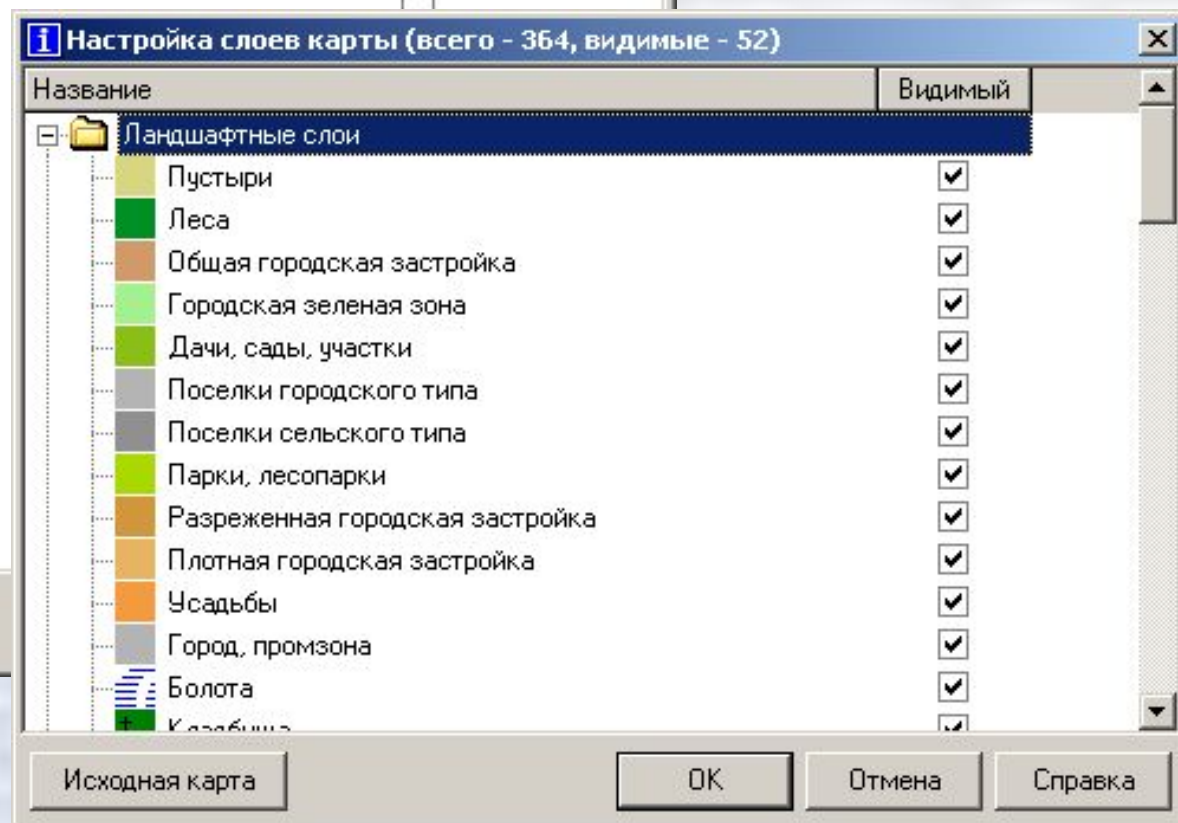 Настройка слоев карты (всего - 364, видимые - 52)
Название Видимый
Ландшафтные слои
Пустыри
Леса
Общая городская застройка
Городская зеленая зона
Дачи, сады, участки
Поселки городского типа
Поселки сельского типа
Парки, лесопарки
Разреженная городская застройка
Плотная городская застройка
Усадьбы
Город, промзона
Болота
Исходная карта ОК Отмена Справка